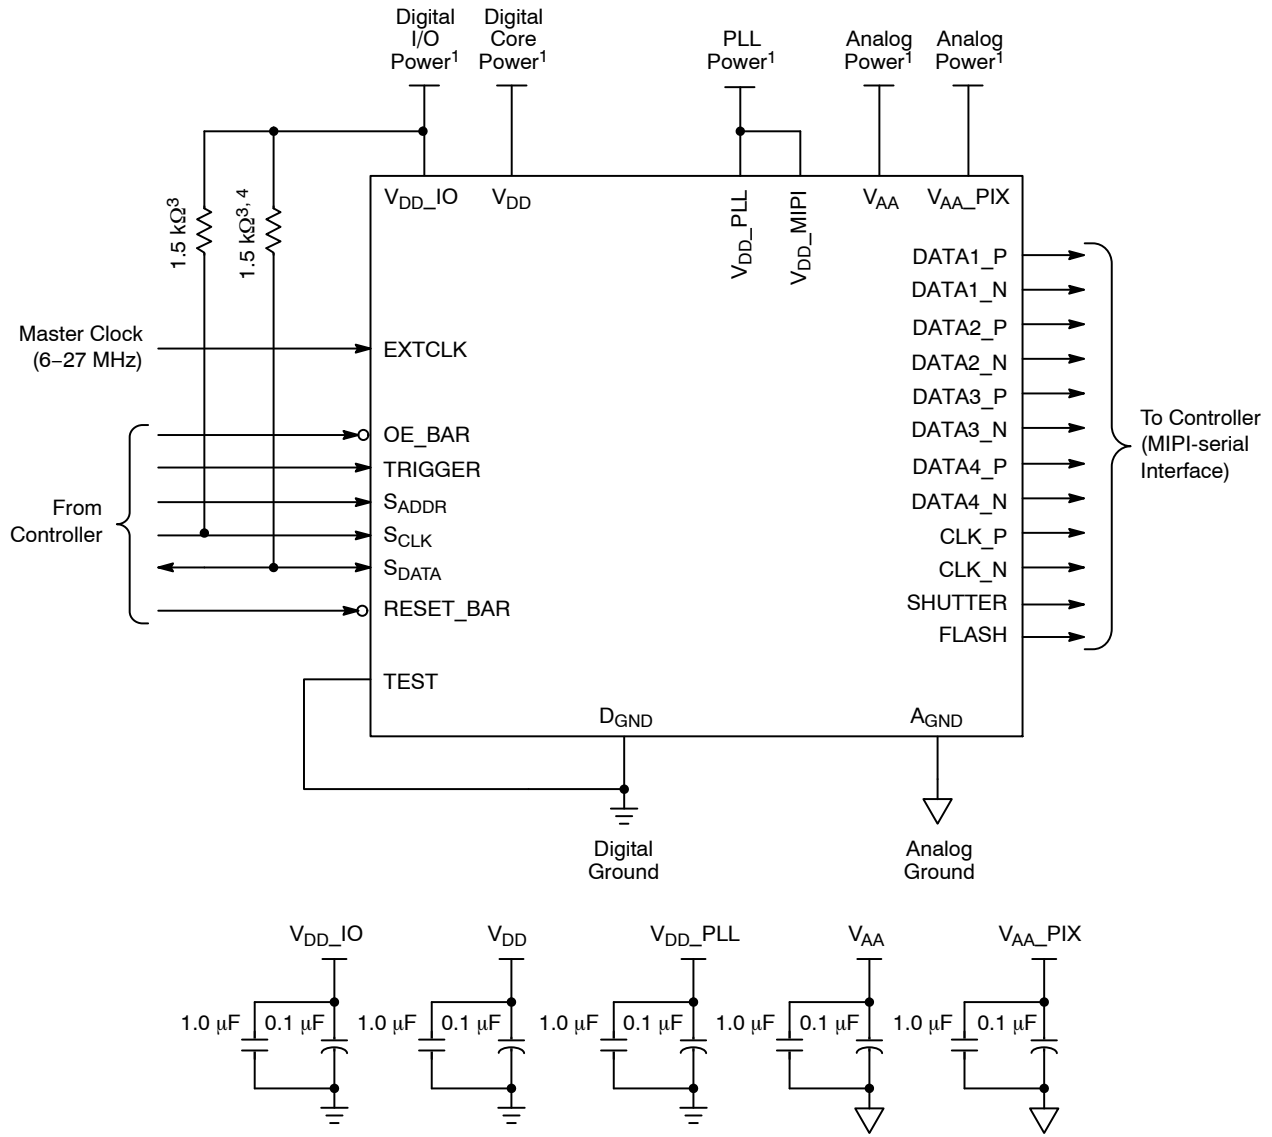 Digital
I/O
Power1
Digital
Core
Power1
PLL
Power1
Analog
Power1
Analog
Power1
VDD_IO
VDD
VDD_PLL
VDD_MIPI
VAA
VAA_PIX
1.5 kΩ3
1.5 kΩ3, 4
Master Clock
(6–27 MHz)
EXTCLK
From
Controller
OE_BAR
TRIGGER
SADDR
SCLK
SDATA
RESET_BAR
TEST
DATA1_P
DATA1_N
DATA2_P
DATA2_N
DATA3_P
DATA3_N
DATA4_P
DATA4_N
CLK_P
CLK_N
SHUTTER
FLASH
To Controller
(MIPI-serial
Interface)
DGND
AGND
Digital
Ground
Analog
Ground
VDD_IO
VDD
VDD_PLL
VAA
VAA_PIX
1.0 μF
0.1 μF
1.0 μF
0.1 μF
1.0 μF
0.1 μF
1.0 μF
0.1 μF
1.0 μF
0.1 μF